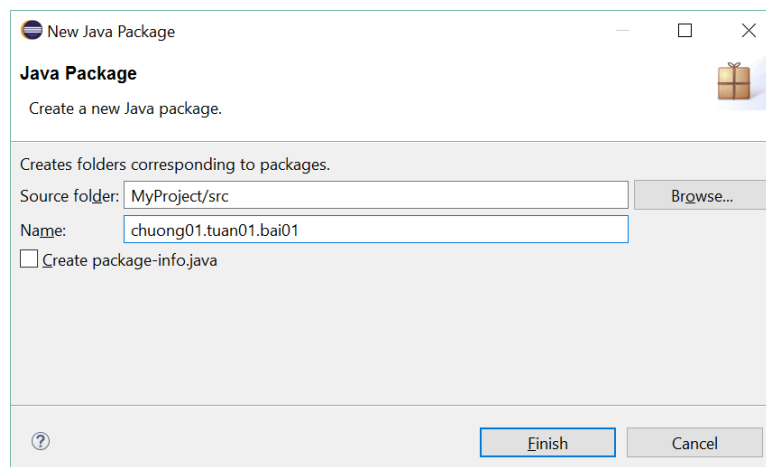 New Java Package
Java Package
Create a new Java package.
Creates folders corresponding to packages.
Source folder: MyProject/src Browse...
Name: chuong01.tuan01.bai01
Create package-info.java
? Finish Cancel